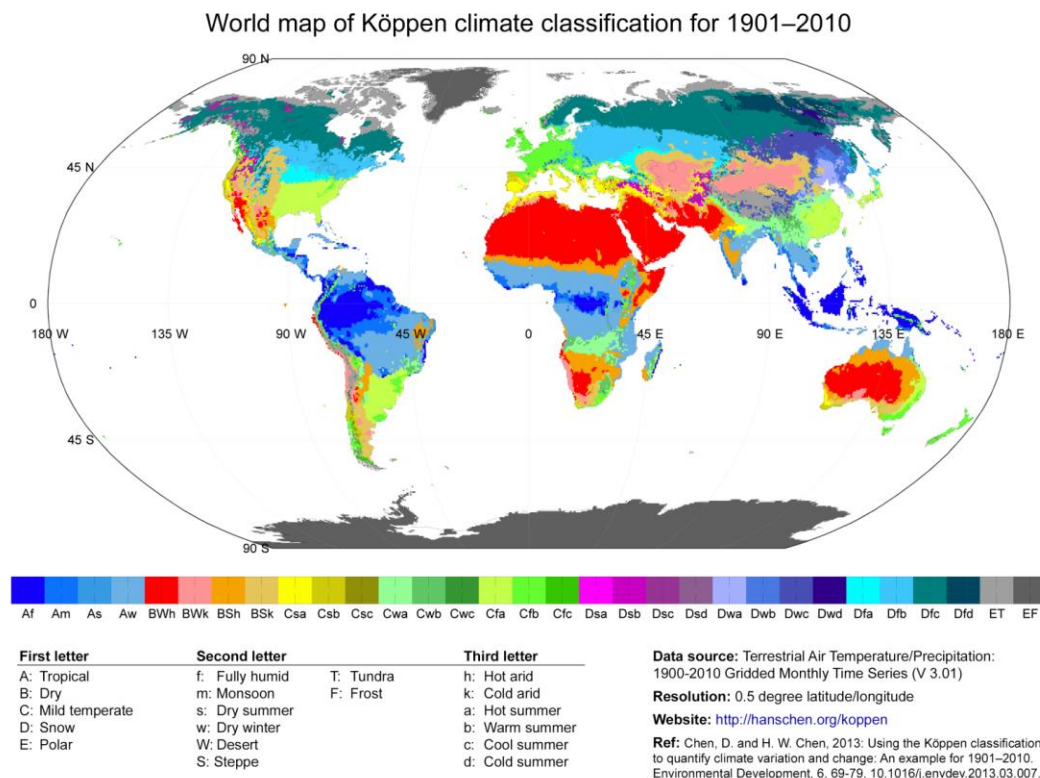 World map of Köppen climate classification for 1901–2010
90 N
45 N
0
180 W 135 W 90 W 45 W 0 45 E 90 E 135 E 180 E
45 S
90 S
Af Am As Aw BWh BWk BSh BSk Csa Csb Csc Cwa Cwb Cwc Cfa Cfb Cfc Dsa Dsb Dsc Dsd Dwa Dwb Dwc Dwd Dfa Dfb Dfc Dfd ET EF
First letter
A: Tropical
B: Dry
C: Mild temperate
D: Snow
E: Polar
Second letter
f: Fully humid
m: Monsoon
s: Dry summer
w: Dry winter
W: Desert
S: Steppe
T: Tundra
F: Frost
Third letter
h: Hot arid
k: Cold arid
a: Hot summer
b: Warm summer
c: Cool summer
d: Cold summer
Data source: Terrestrial Air Temperature/Precipitation:
1900-2010 Gridded Monthly Time Series (V 3.01)
Resolution: 0.5 degree latitude/longitude
Website: http://hanschen.org/koppen
Ref: Chen, D. and H. W. Chen, 2013: Using the Köppen classification
to quantify climate variation and change: An example for 1901–2010.
Environmental Development, 6, 69-79, 10.1016/j.envdev.2013.03.007.